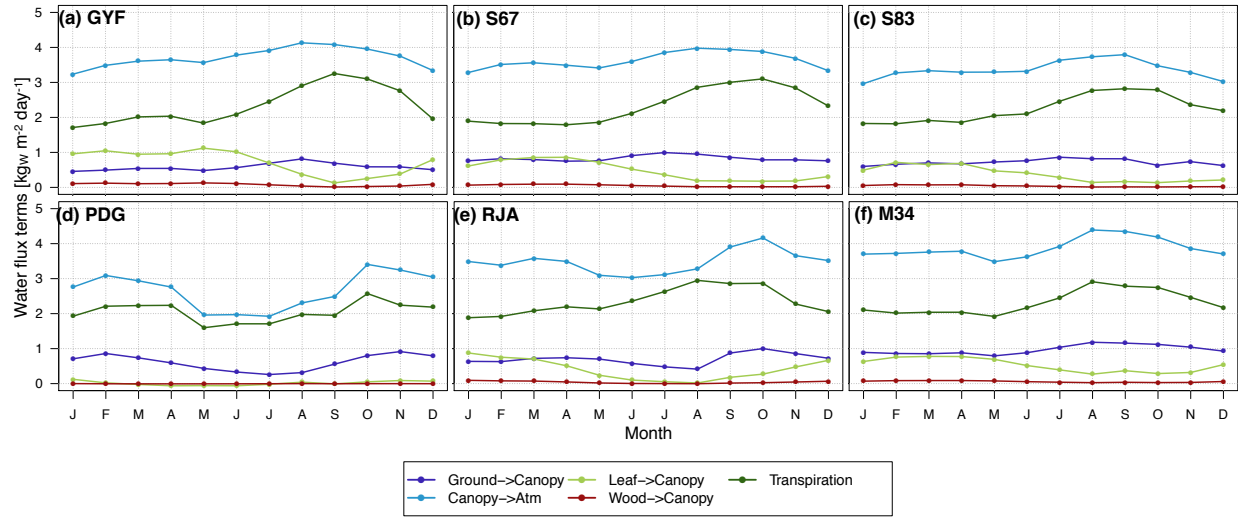 (a) GYF
(b) S67
(c) S83
5
4
3
2
1
0
(d) PDG
(e) RJA
(f) M34
5
4
3
2
1
0
Water flux terms [kgw m-2 day-1]
J F M A M J J A S O N D
J F M A M J J A S O N D
J F M A M J J A S O N D
Month
Ground->Canopy
Leaf->Canopy
Transpiration
Canopy->Atm
Wood->Canopy